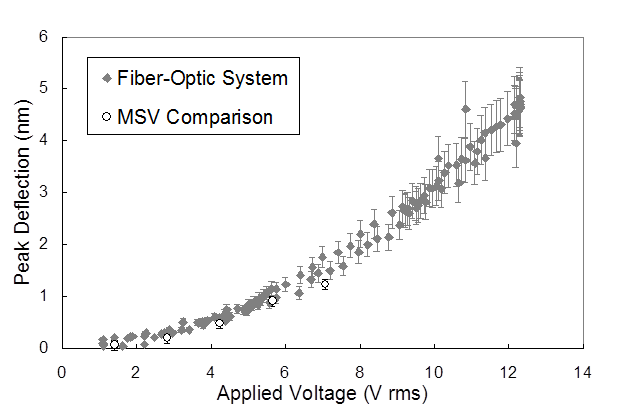 6
5
4
3
2
1
0
Peak Deflection (nm)
Fiber-Optic System
MSV Comparison
0 2 4 6 8 10 12 14
Applied Voltage (V rms)